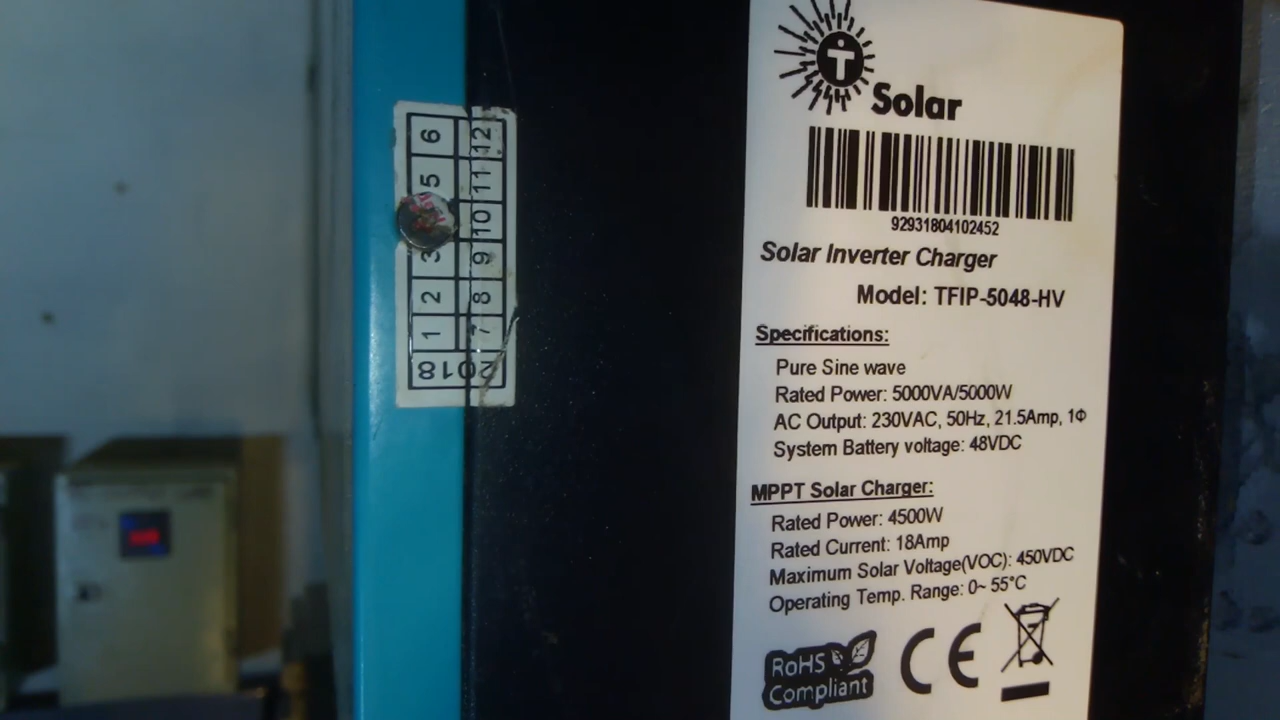 6 12
5 11
10
3 9
2 8
1 7
2018
iT Solar
92931804102452
Solar Inverter Charger
Model: TFIP-5048-HV
Specifications:
Pure Sine wave
Rated Power: 5000VA/5000W
AC Output: 230VAC, 50Hz, 21.5Amp, 1Φ
System Battery voltage: 48VDC
MPPT Solar Charger:
Rated Power: 4500W
Rated Current: 18Amp
Maximum Solar Voltage(VOC): 450VDC
Operating Temp. Range: 0~ 55°C
RoHS
Compliant
CE